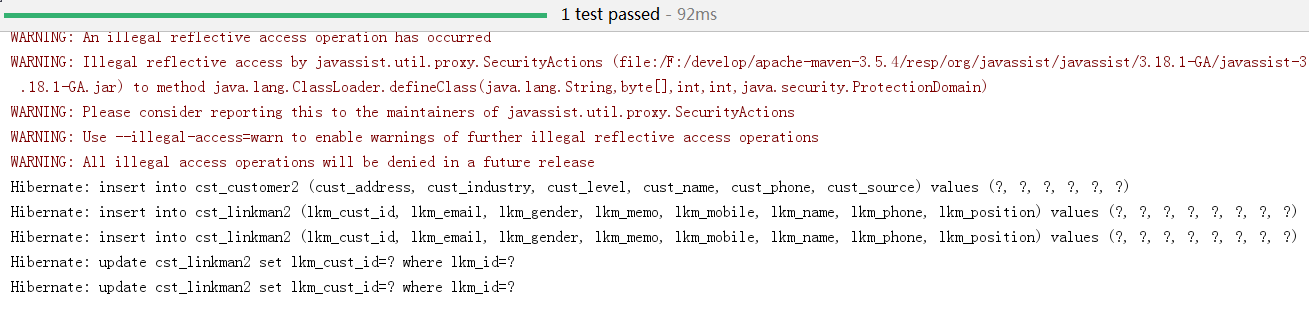 1 test passed - 92ms
WARNING: An illegal reflective access operation has occurred
WARNING: Illegal reflective access by javassist.util.proxy.SecurityActions (file:/F:/develop/apache-maven-3.5.4/resp/org/javassist/javassist/3.18.1-GA/javassist-3
.18.1-GA.jar) to method java.lang.ClassLoader.defineClass(java.lang.String,byte[],int,int,java.security.ProtectionDomain)
WARNING: Please consider reporting this to the maintainers of javassist.util.proxy.SecurityActions
WARNING: Use --illegal-access=warn to enable warnings of further illegal reflective access operations
WARNING: All illegal access operations will be denied in a future release
Hibernate: insert into cst_customer2 (cust_address, cust_industry, cust_level, cust_name, cust_phone, cust_source) values (?, ?, ?, ?, ?, ?)
Hibernate: insert into cst_linkman2 (lkm_cust_id, lkm_email, lkm_gender, lkm_memo, lkm_mobile, lkm_name, lkm_phone, lkm_position) values (?, ?, ?, ?, ?, ?, ?, ?)
Hibernate: insert into cst_linkman2 (lkm_cust_id, lkm_email, lkm_gender, lkm_memo, lkm_mobile, lkm_name, lkm_phone, lkm_position) values (?, ?, ?, ?, ?, ?, ?, ?)
Hibernate: update cst_linkman2 set lkm_cust_id=? where lkm_id=?
Hibernate: update cst_linkman2 set lkm_cust_id=? where lkm_id=?